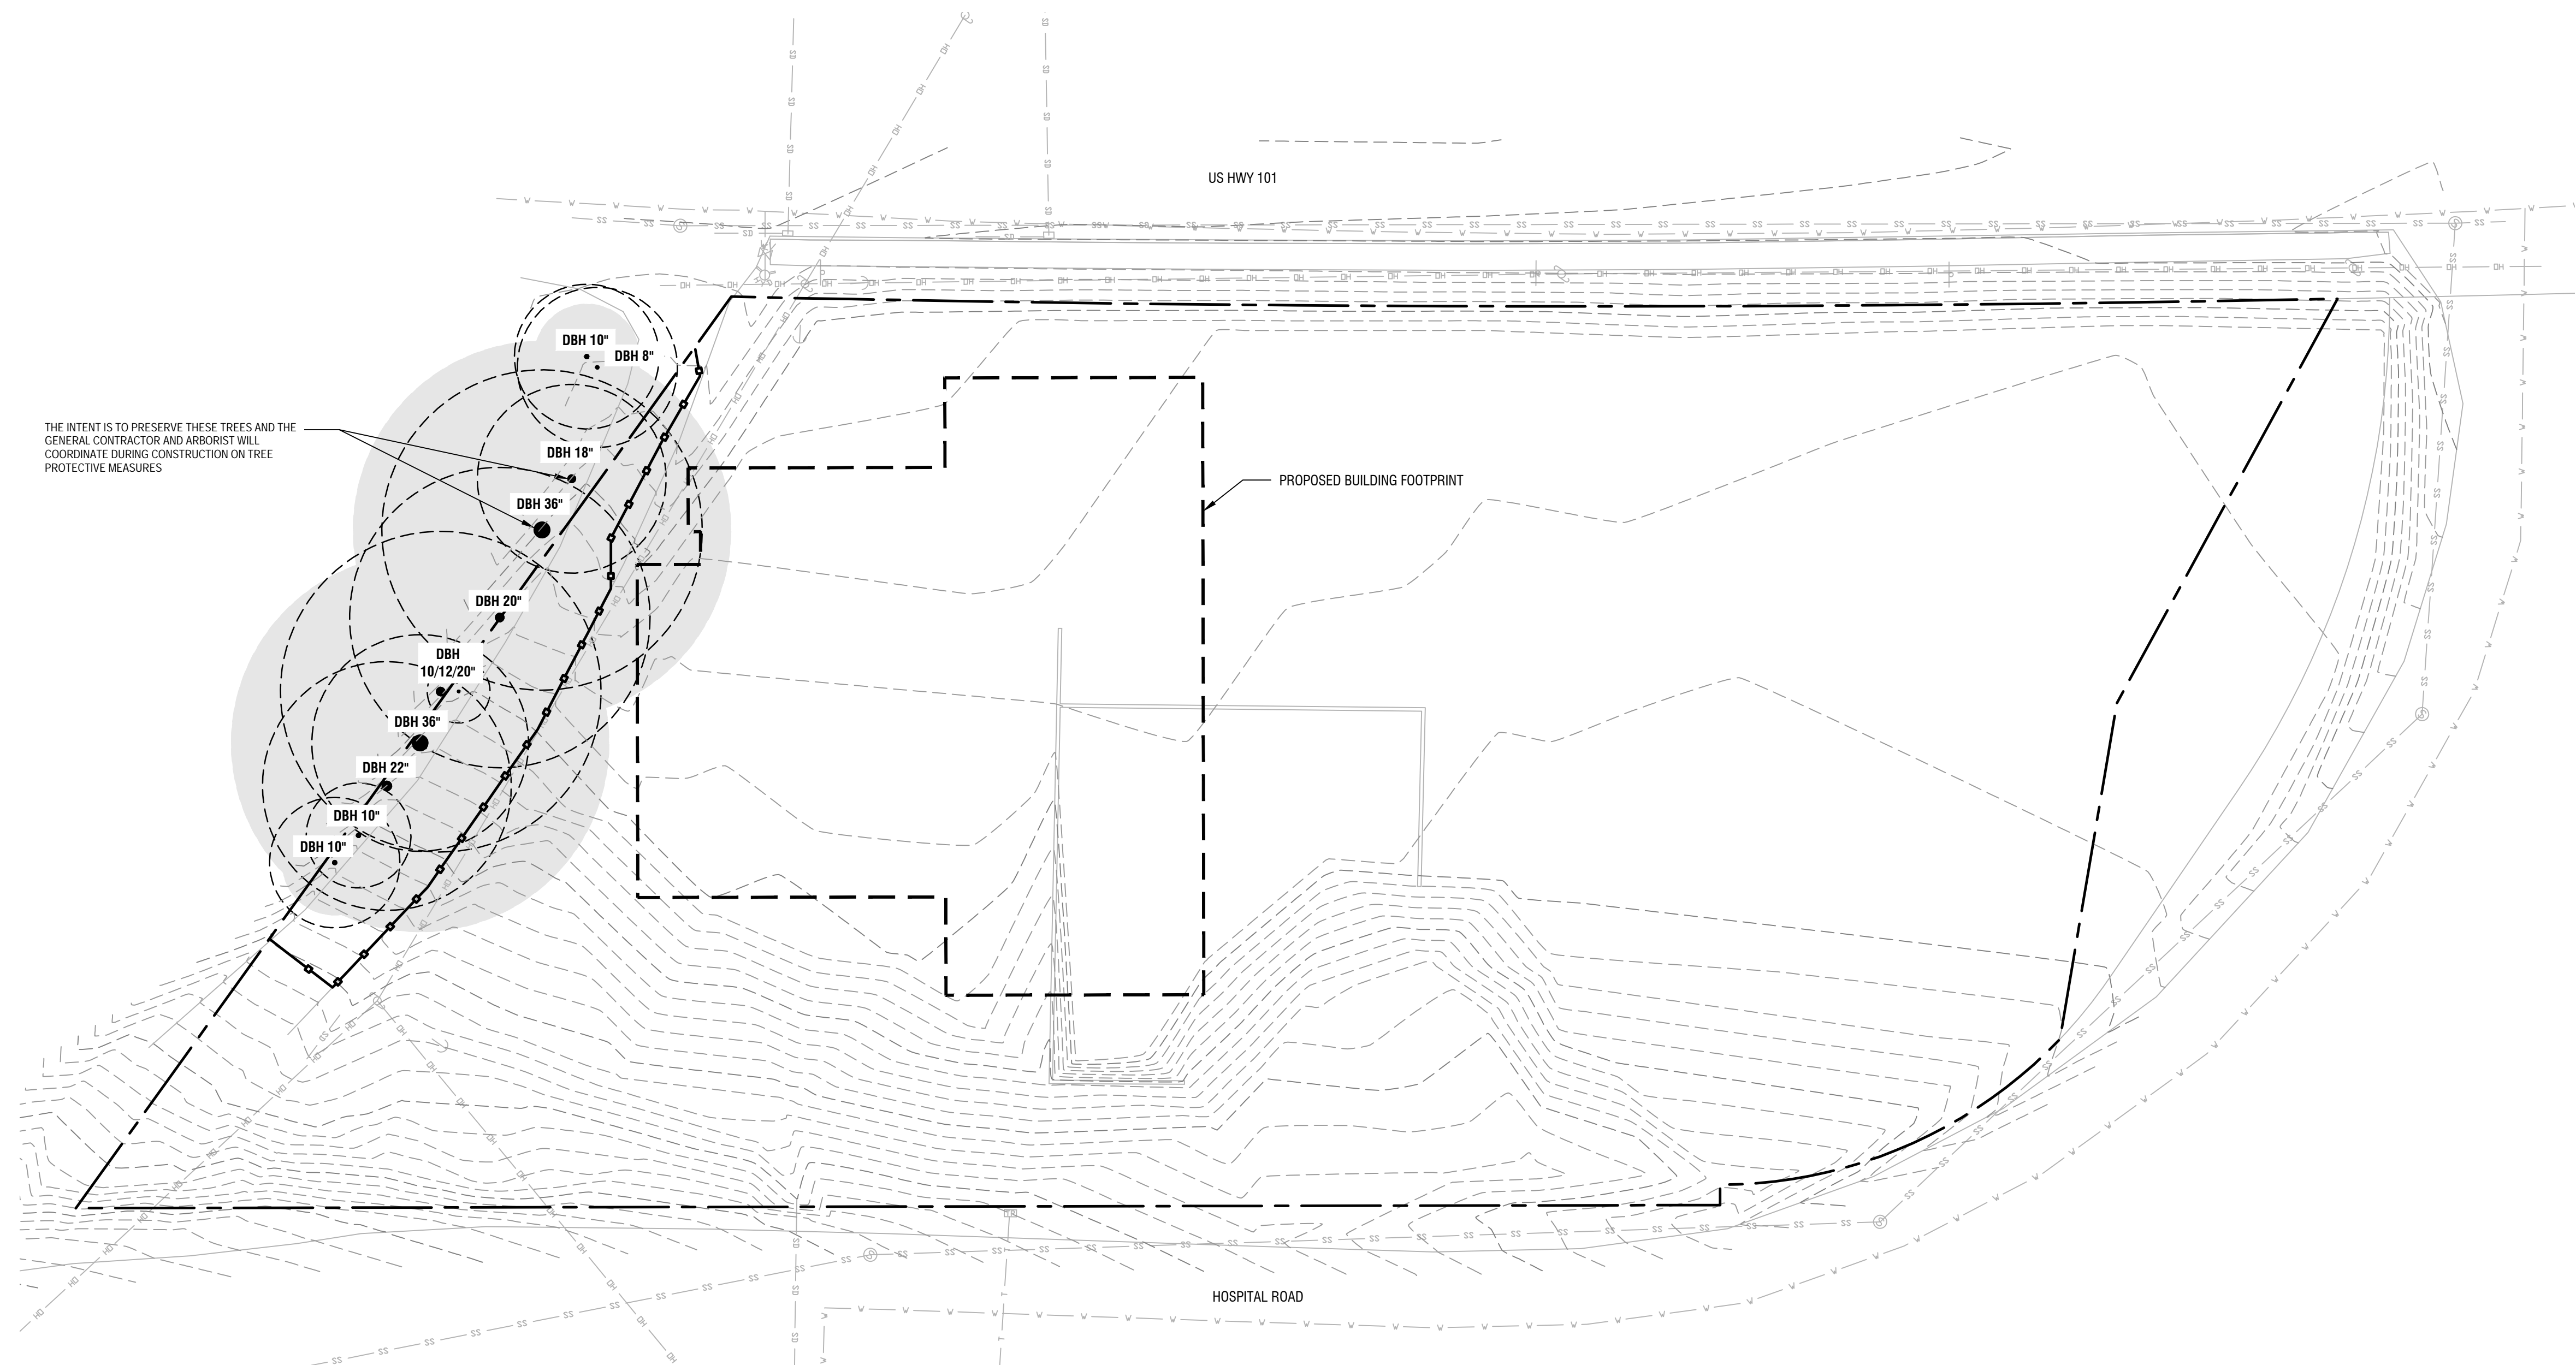 US HWY 101
DBH 10"
DBH 8"
THE INTENT IS TO PRESERVE THESE TREES AND THE
GENERAL CONTRACTOR AND ARBORIST WILL
COORDINATE DURING CONSTRUCTION ON TREE
PROTECTIVE MEASURES
DBH 18"
PROPOSED BUILDING FOOTPRINT
DBH 36"
DBH 20"
DBH
10/12/20"
DBH 36"
DBH 22"
DBH 10"
DBH 10"
HOSPITAL ROAD